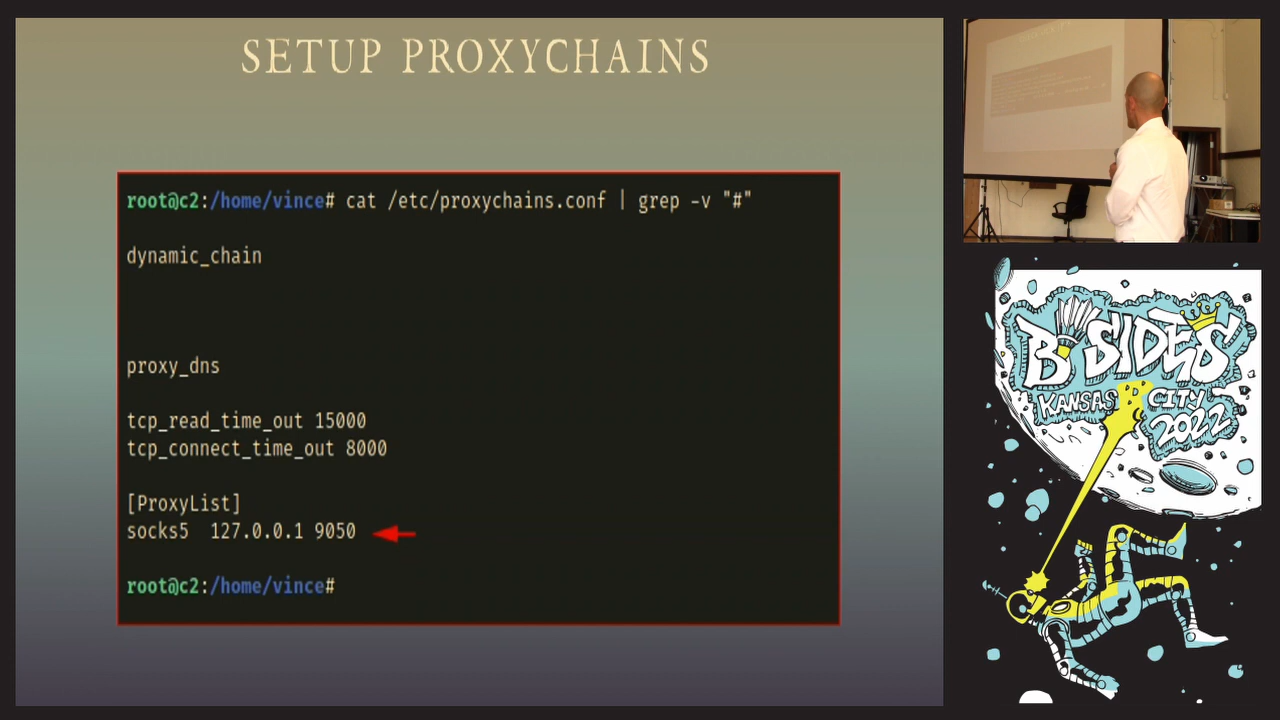 SETUP PROXYCHAINS
root@c2:/home/vince# cat /etc/proxychains.conf | grep -v "#"
dynamic_chain
proxy_dns
tcp_read_time_out 15000
tcp_connect_time_out 8000
[ProxyList]
socks5  127.0.0.1 9050
root@c2:/home/vince#
B SIDES
KANSAS CITY
2022